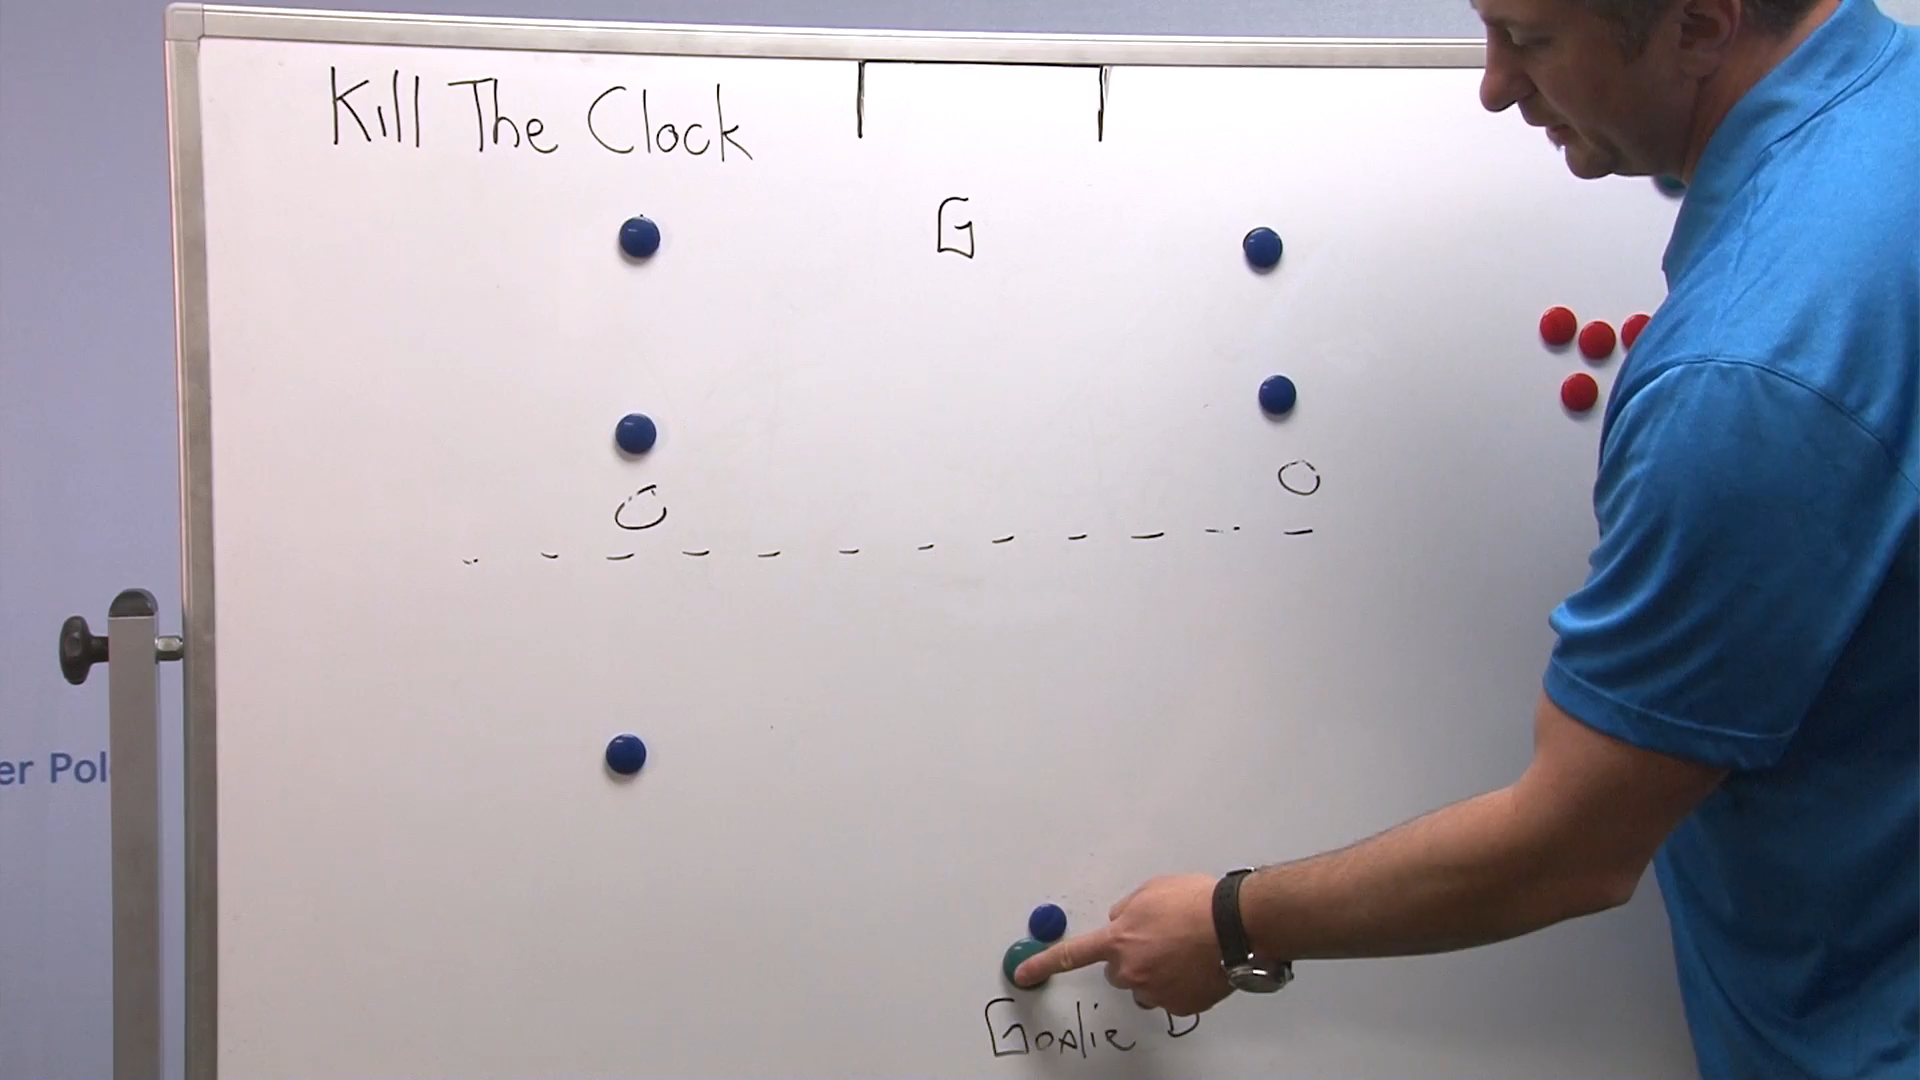 Kill The Clock
G
O
O
er Pol
Goalie